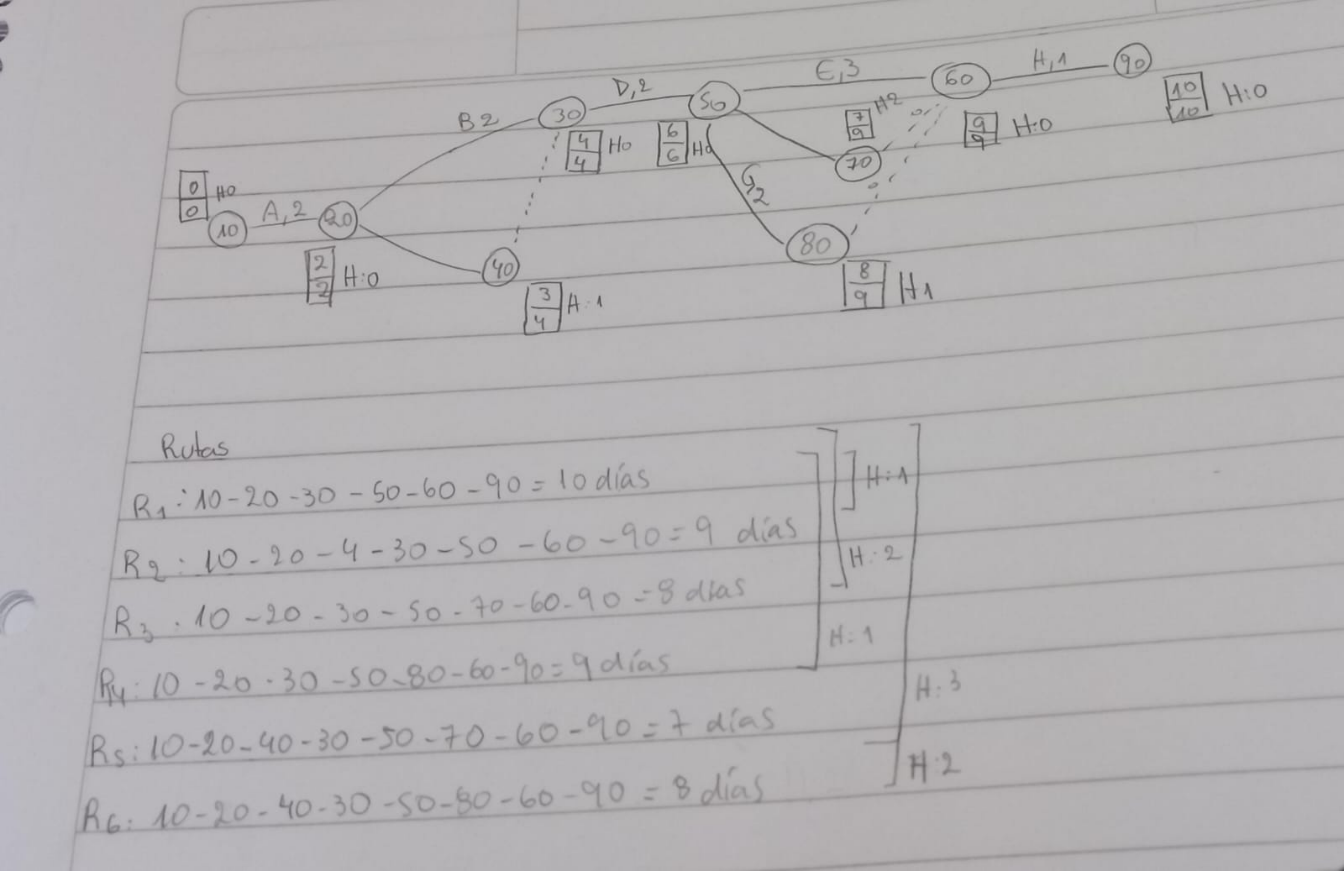 E,3
H,1
90
D,2
60
50
10
10
H:0
B2
30
7
9
H2
9
9
H:0
4
4
H0
6
6
70
0
0
H0
G2
A,2
20
10
80
40
2
2
H:0
8
9
H1
3
4
H:1
Rutas
R1: 10-20-30-50-60-90=10 días
H:1
R2: 10-20-4-30-50-60-90=9 días
H:2
R3: 10-20-30-50-70-60-90=8 dias
H:1
R4: 10-20-30-50-80-60-90=9 días
H:3
R5: 10-20-40-30-50-70-60-90=7 días
H:2
R6: 10-20-40-30-50-80-60-90=8 días